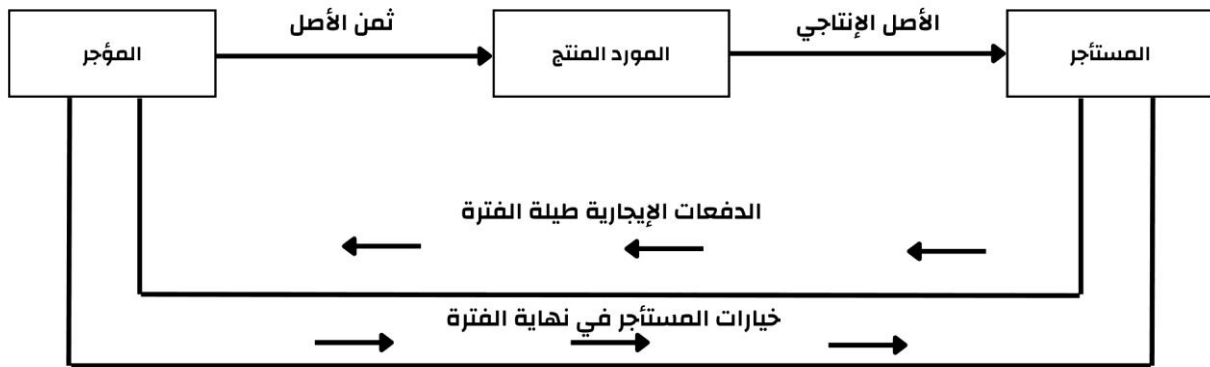 ثمن الأصل
الأصل الإنتاجي
المؤجر
المورد المنتج
المستأجر
الدفعات الإيجارية طيلة الفترة
خيارات المستأجر في نهاية الفترة